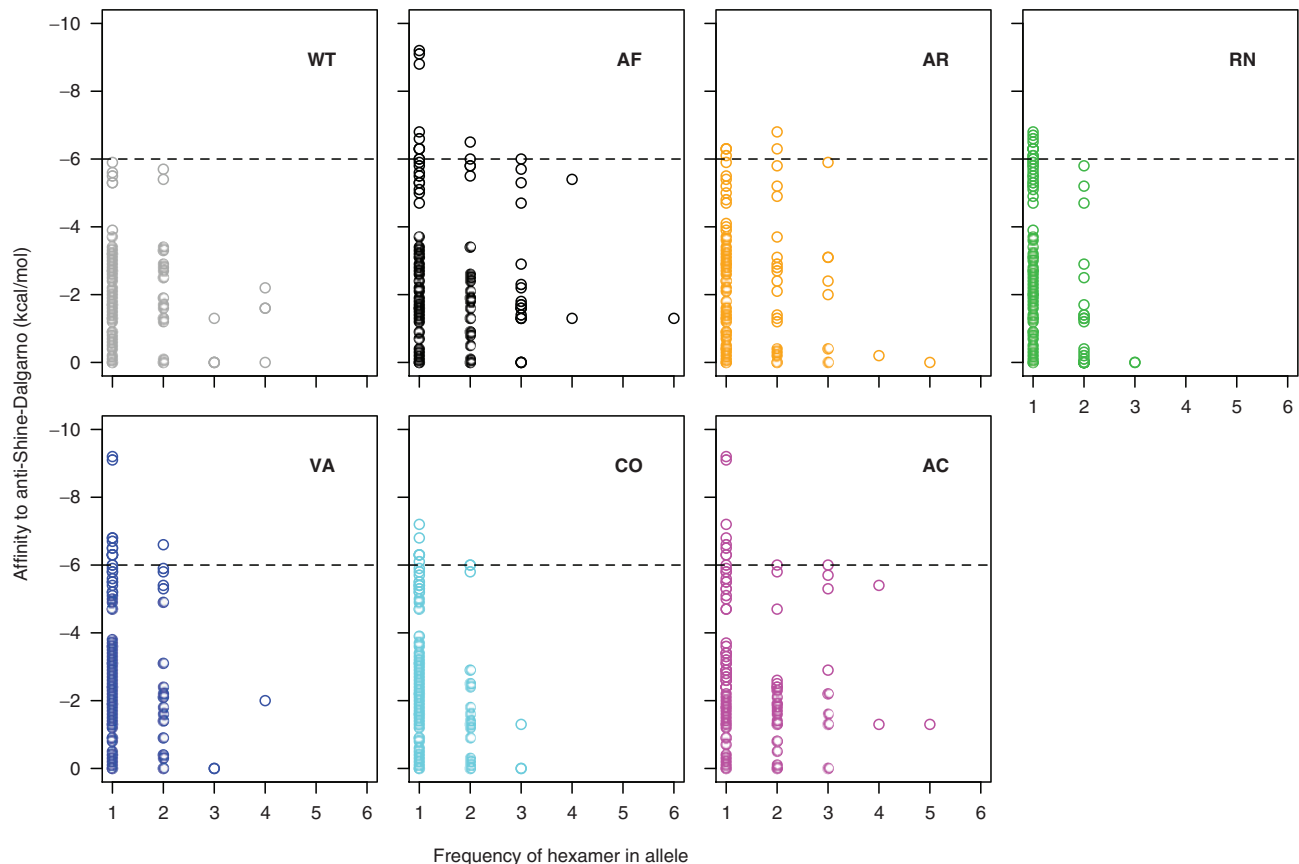 Affinity to anti-Shine-Dalgarno (kcal/mol)
−10
−8
−6
−4
−2
0
WT
AF
AR
RN
1 2 3 4 5 6
−10
−8
−6
−4
−2
0
VA
CO
AC
1 2 3 4 5 6
1 2 3 4 5 6
1 2 3 4 5 6
Frequency of hexamer in allele